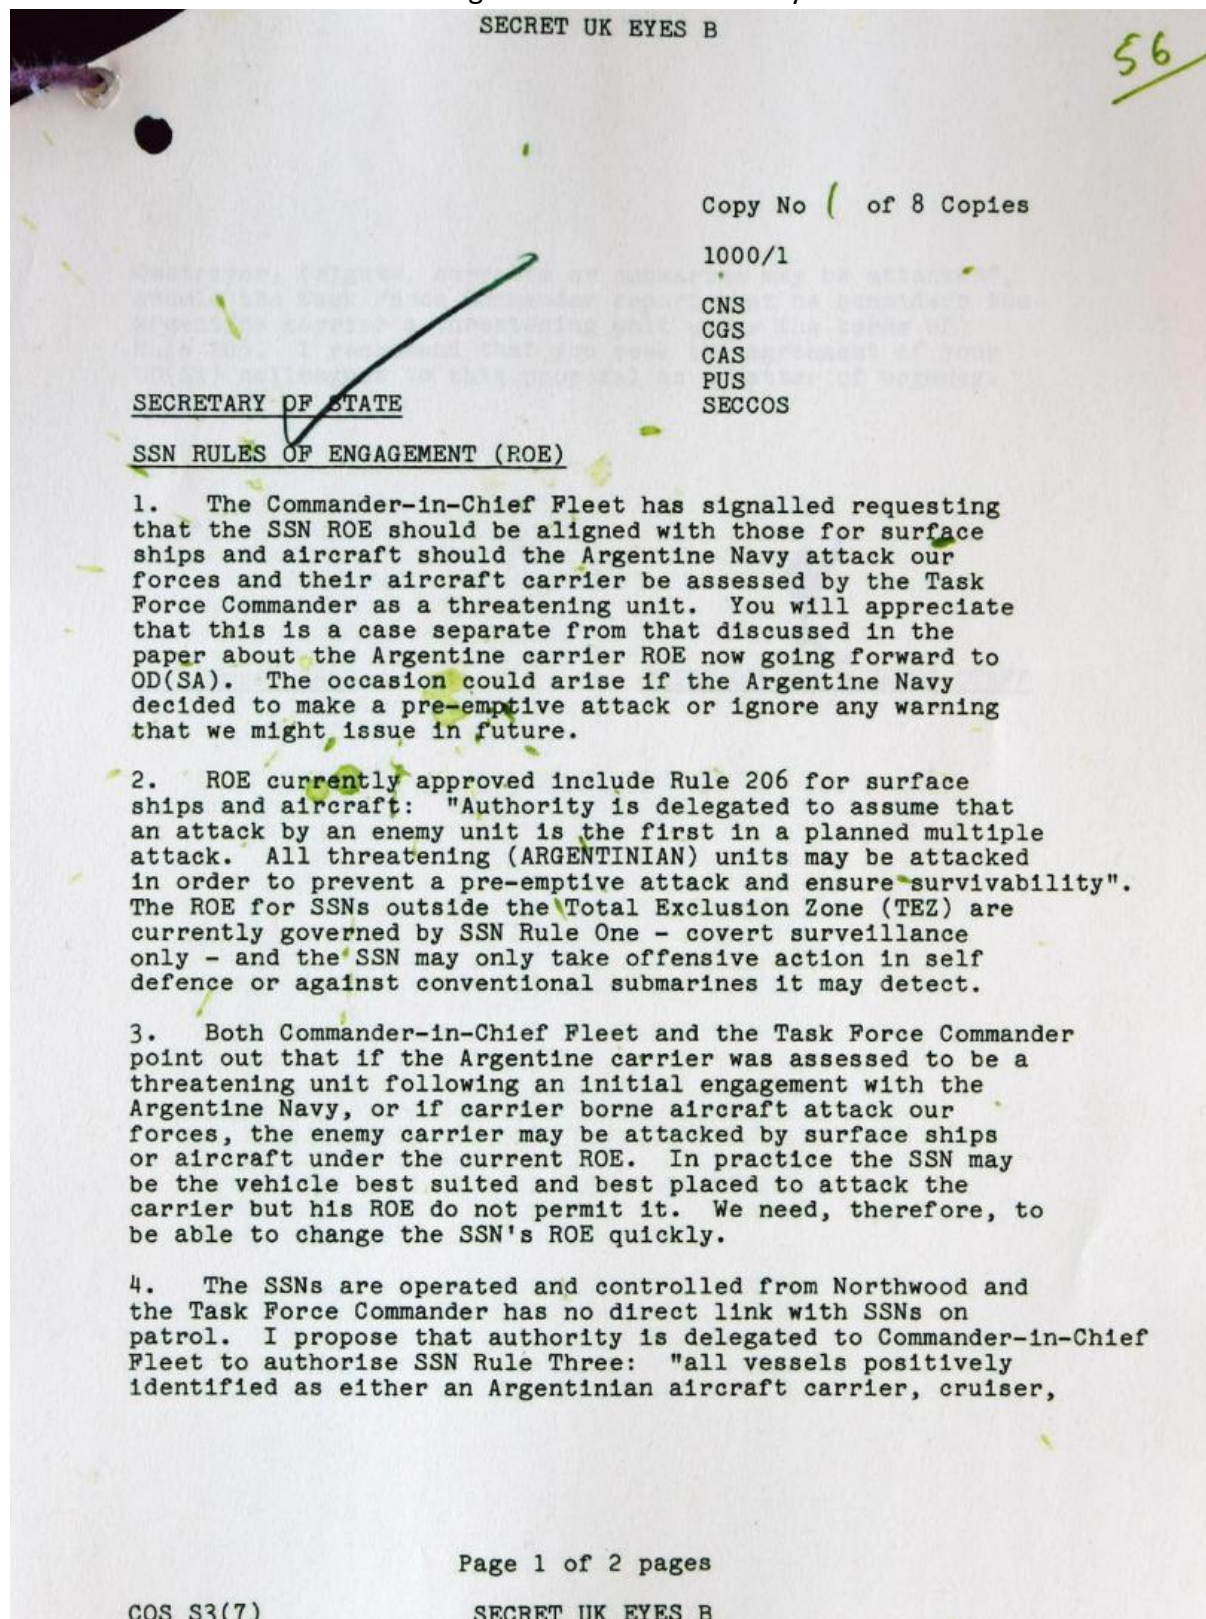 SECRET UK EYES B
56
Copy No 1 of 8 Copies
1000/1
CNS
CGS
CAS
PUS
SECCOS
SECRETARY OF STATE
SSN RULES OF ENGAGEMENT (ROE)
1. The Commander-in-Chief Fleet has signalled requesting
that the SSN ROE should be aligned with those for surface
ships and aircraft should the Argentine Navy attack our
forces and their aircraft carrier be assessed by the Task
Force Commander as a threatening unit. You will appreciate
that this is a case separate from that discussed in the
paper about the Argentine carrier ROE now going forward to
OD(SA). The occasion could arise if the Argentine Navy
decided to make a pre-emptive attack or ignore any warning
that we might issue in future.
2. ROE currently approved include Rule 206 for surface
ships and aircraft: "Authority is delegated to assume that
an attack by an enemy unit is the first in a planned multiple
attack. All threatening (ARGENTINIAN) units may be attacked
in order to prevent a pre-emptive attack and ensure survivability".
The ROE for SSNs outside the Total Exclusion Zone (TEZ) are
currently governed by SSN Rule One - covert surveillance
only - and the SSN may only take offensive action in self
defence or against conventional submarines it may detect.
3. Both Commander-in-Chief Fleet and the Task Force Commander
point out that if the Argentine carrier was assessed to be a
threatening unit following an initial engagement with the
Argentine Navy, or if carrier borne aircraft attack our
forces, the enemy carrier may be attacked by surface ships
or aircraft under the current ROE. In practice the SSN may
be the vehicle best suited and best placed to attack the
carrier but his ROE do not permit it. We need, therefore, to
be able to change the SSN's ROE quickly.
4. The SSNs are operated and controlled from Northwood and
the Task Force Commander has no direct link with SSNs on
patrol. I propose that authority is delegated to Commander-in-Chief
Fleet to authorise SSN Rule Three: "all vessels positively
identified as either an Argentinian aircraft carrier, cruiser,
Page 1 of 2 pages
COS S3(7)
SECRET UK EYES B